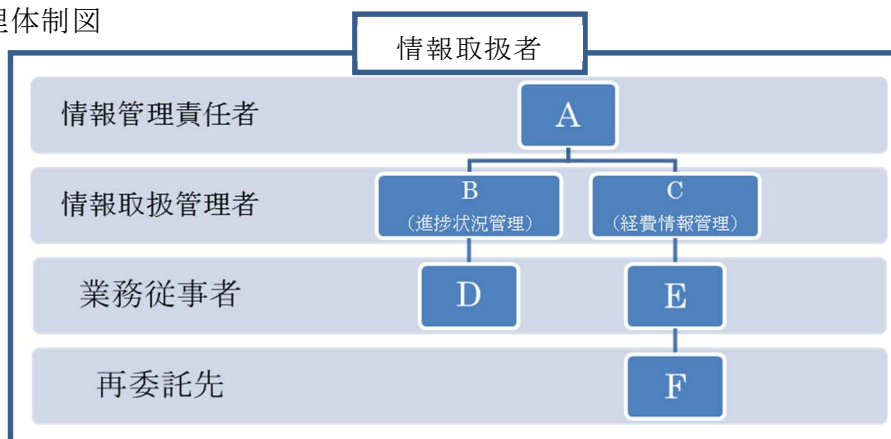 理体制図
情報取扱者
情報管理責任者
A
情報取扱管理者
B
(進捗状況管理)
C
(経費情報管理)
業務従事者
D
E
再委託先
F